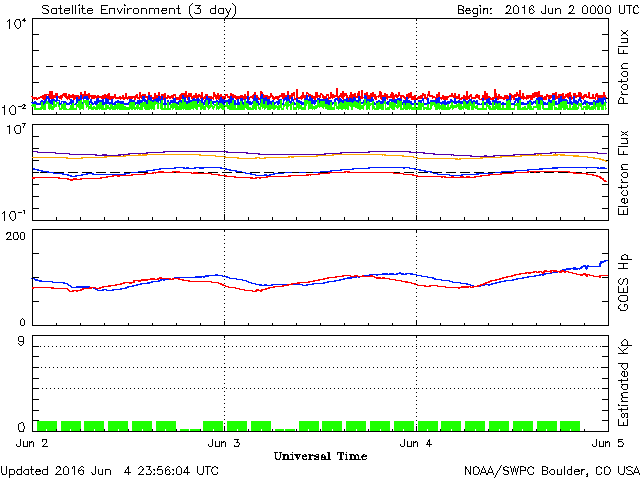 Satellite Environment (3 day) Begin: 2016 Jun 2 0000 UTC
10⁴
10⁻²
Proton Flux
10⁷
10⁻¹
Electron Flux
200
0
GOES Hp
9
0
Estimated Kp
Jun 2 Jun 3 Jun 4 Jun 5
Universal Time
Updated 2016 Jun 4 23:56:04 UTC NOAA/SWPC Boulder, CO USA